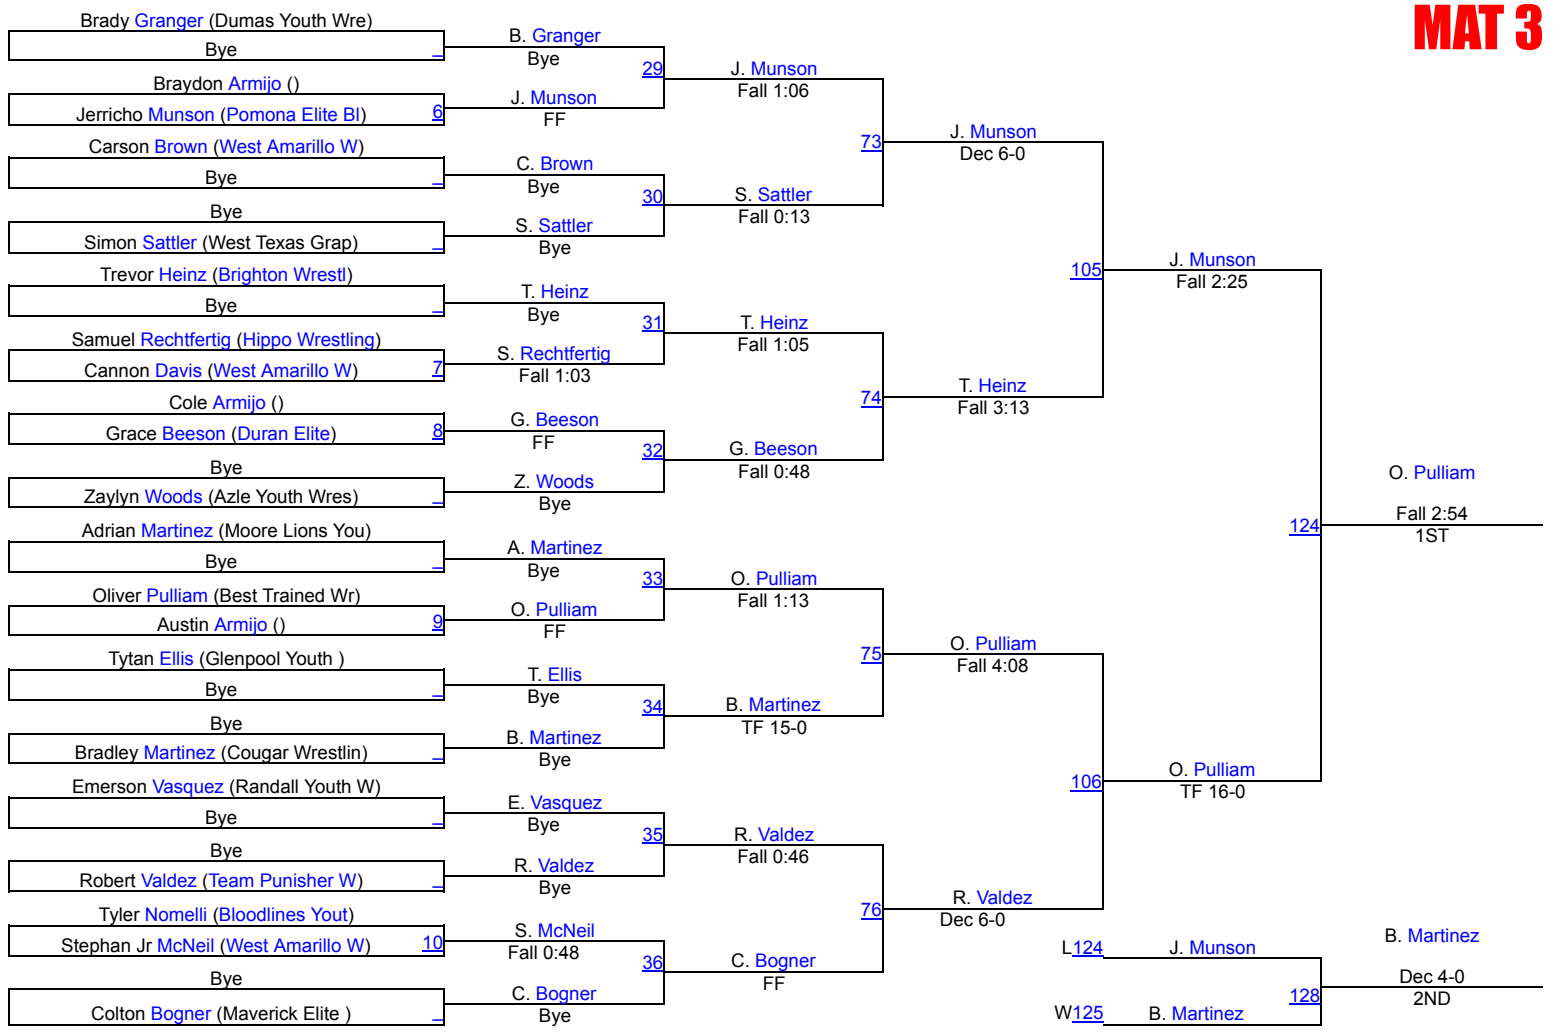 MAT 3
Brady Granger (Dumas Youth Wre)
Bye
_
Braydon Armijo ()
Jerricho Munson (Pomona Elite Bl)
6
Carson Brown (West Amarillo W)
Bye
_
Bye
Simon Sattler (West Texas Grap)
_
Trevor Heinz (Brighton Wrestl)
Bye
_
Samuel Rechtfertig (Hippo Wrestling)
Cannon Davis (West Amarillo W)
7
Cole Armijo ()
Grace Beeson (Duran Elite)
8
Bye
Zaylyn Woods (Azle Youth Wres)
_
Adrian Martinez (Moore Lions You)
Bye
_
Oliver Pulliam (Best Trained Wr)
Austin Armijo ()
9
Tytan Ellis (Glenpool Youth )
Bye
_
Bye
Bradley Martinez (Cougar Wrestlin)
_
Emerson Vasquez (Randall Youth W)
Bye
_
Bye
Robert Valdez (Team Punisher W)
_
Tyler Nomelli (Bloodlines Yout)
Stephan Jr McNeil (West Amarillo W)
10
Bye
Colton Bogner (Maverick Elite )
_
B. Granger
Bye
29
J. Munson
FF
C. Brown
Bye
30
S. Sattler
Bye
T. Heinz
Bye
31
S. Rechtfertig
Fall 1:03
G. Beeson
FF
32
Z. Woods
Bye
A. Martinez
Bye
33
O. Pulliam
FF
T. Ellis
Bye
34
B. Martinez
Bye
E. Vasquez
Bye
35
R. Valdez
Bye
S. McNeil
Fall 0:48
36
C. Bogner
Bye
J. Munson
Fall 1:06
73
S. Sattler
Fall 0:13
T. Heinz
Fall 1:05
74
G. Beeson
Fall 0:48
O. Pulliam
Fall 1:13
75
B. Martinez
TF 15-0
R. Valdez
Fall 0:46
76
C. Bogner
FF
J. Munson
Dec 6-0
105
T. Heinz
Fall 3:13
O. Pulliam
Fall 4:08
106
R. Valdez
Dec 6-0
J. Munson
Fall 2:25
124
O. Pulliam
TF 16-0
O. Pulliam
Fall 2:54
1ST
L124
J. Munson
128
W125
B. Martinez
B. Martinez
Dec 4-0
2ND